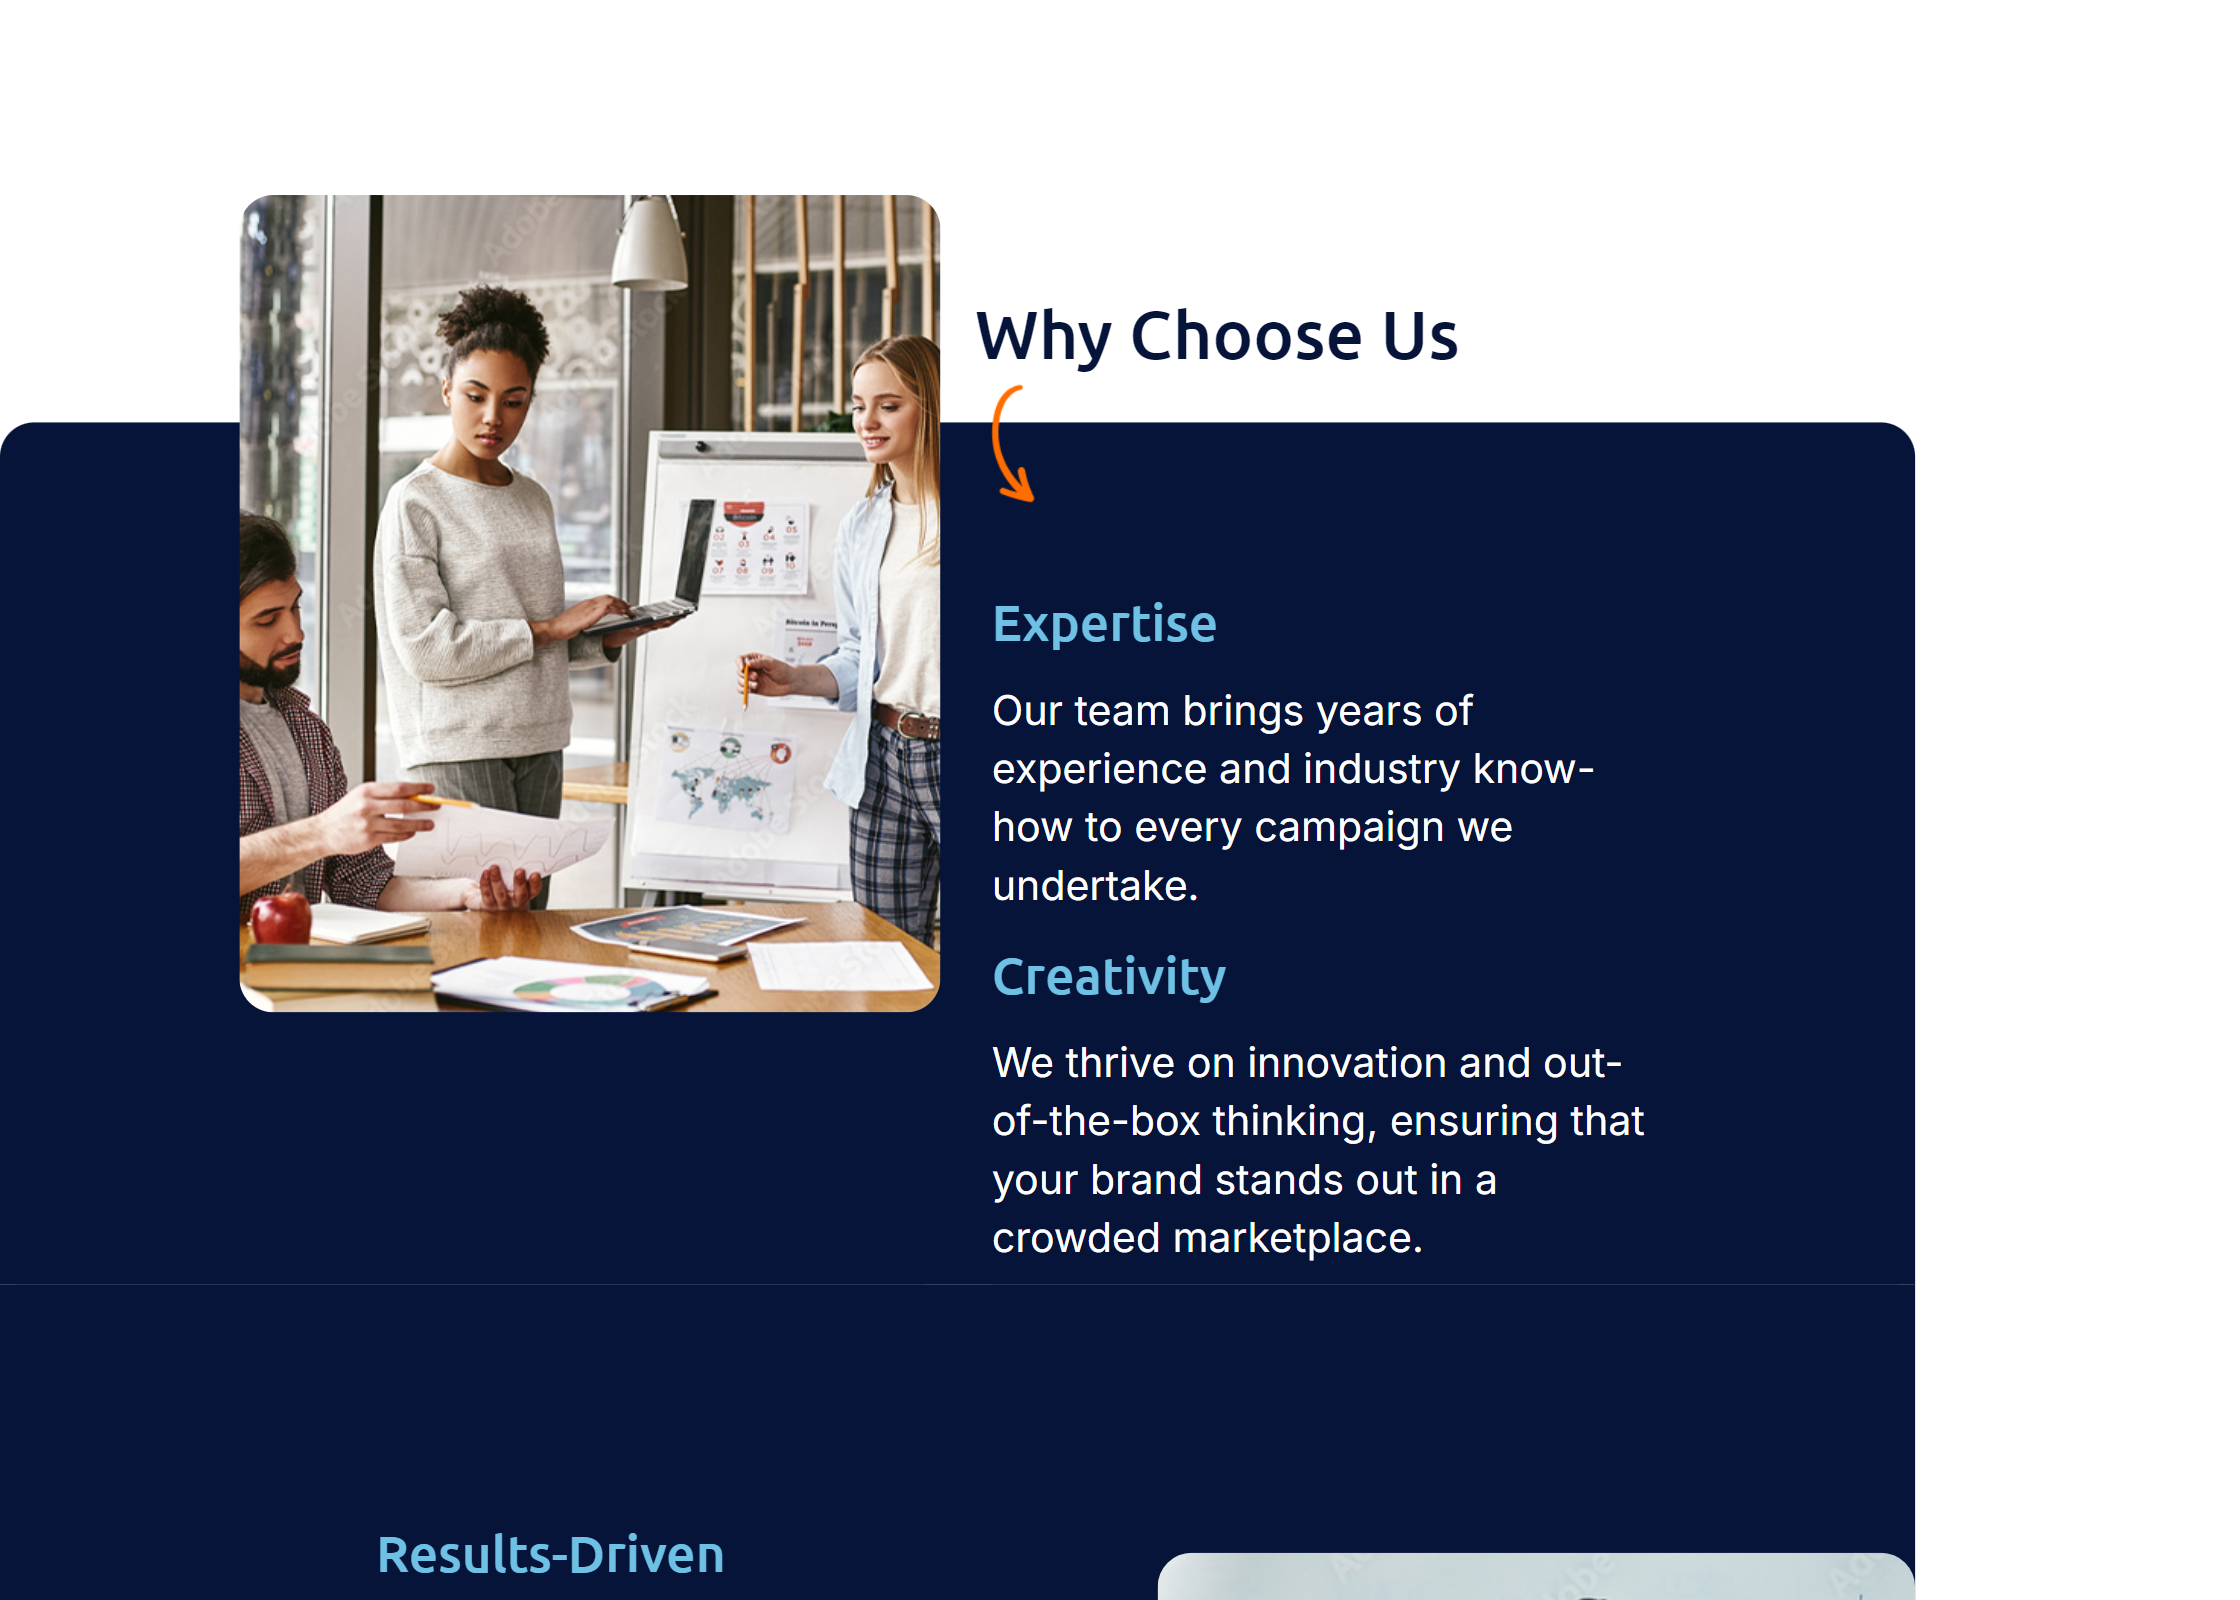 Why Choose Us
Expertise
Our team brings years of
experience and industry know-
how to every campaign we
undertake.
Creativity
We thrive on innovation and out-
of-the-box thinking, ensuring that
your brand stands out in a
crowded marketplace.
Results-Driven